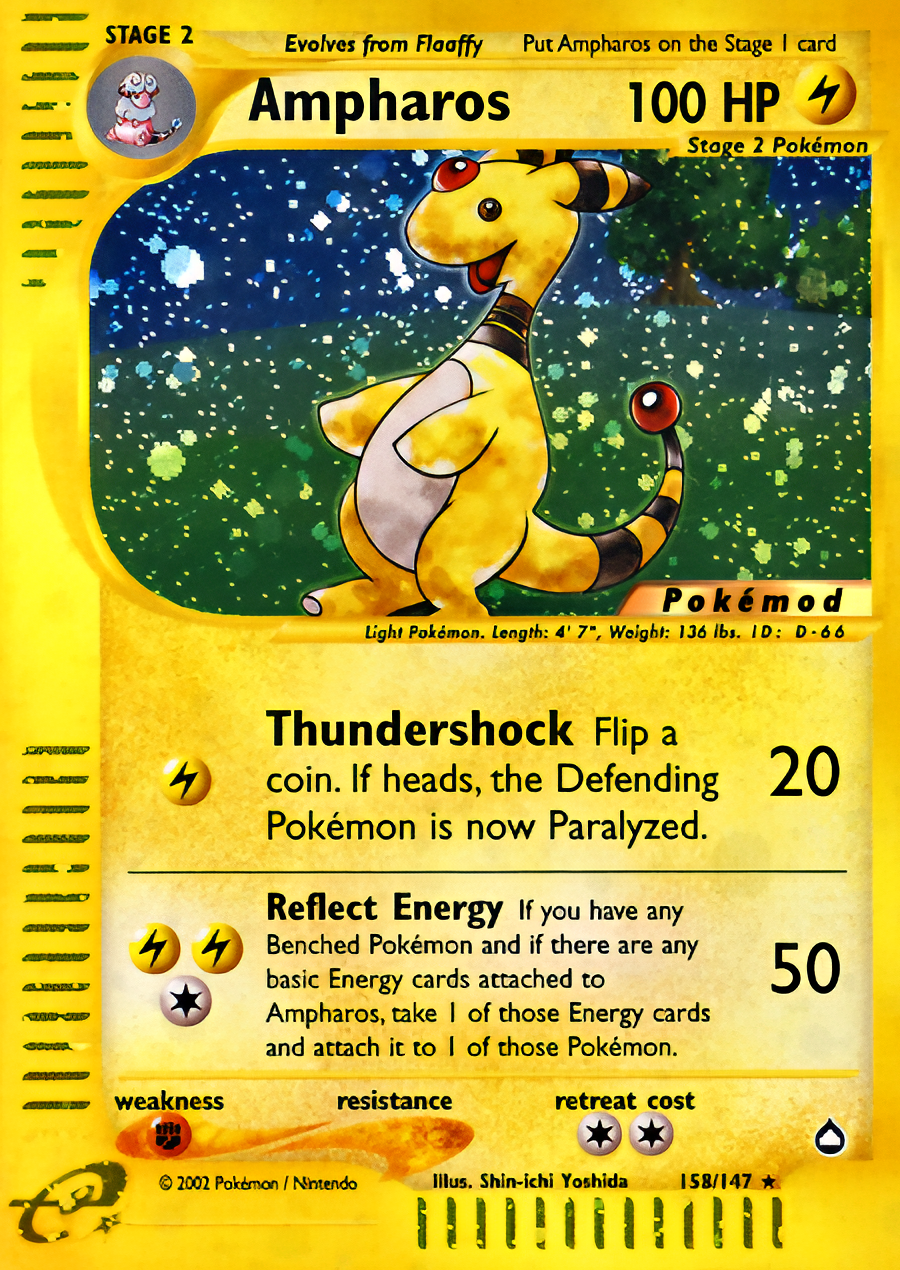 STAGE 2
Evolves from Flaaffy Put Ampharos on the Stage 1 card
Ampharos 100 HP
Stage 2 Pokémon
Pokémod
Light Pokémon. Length: 4' 7", Weight: 136 lbs. ID: D-66
Thundershock Flip a
coin. If heads, the Defending
Pokémon is now Paralyzed.
20
Reflect Energy If you have any
Benched Pokémon and if there are any
basic Energy cards attached to
Ampharos, take 1 of those Energy cards
and attach it to 1 of those Pokémon.
50
weakness resistance retreat cost
© 2002 Pokémon / Nintendo
Illus. Shin-ichi Yoshida 158/147 ★